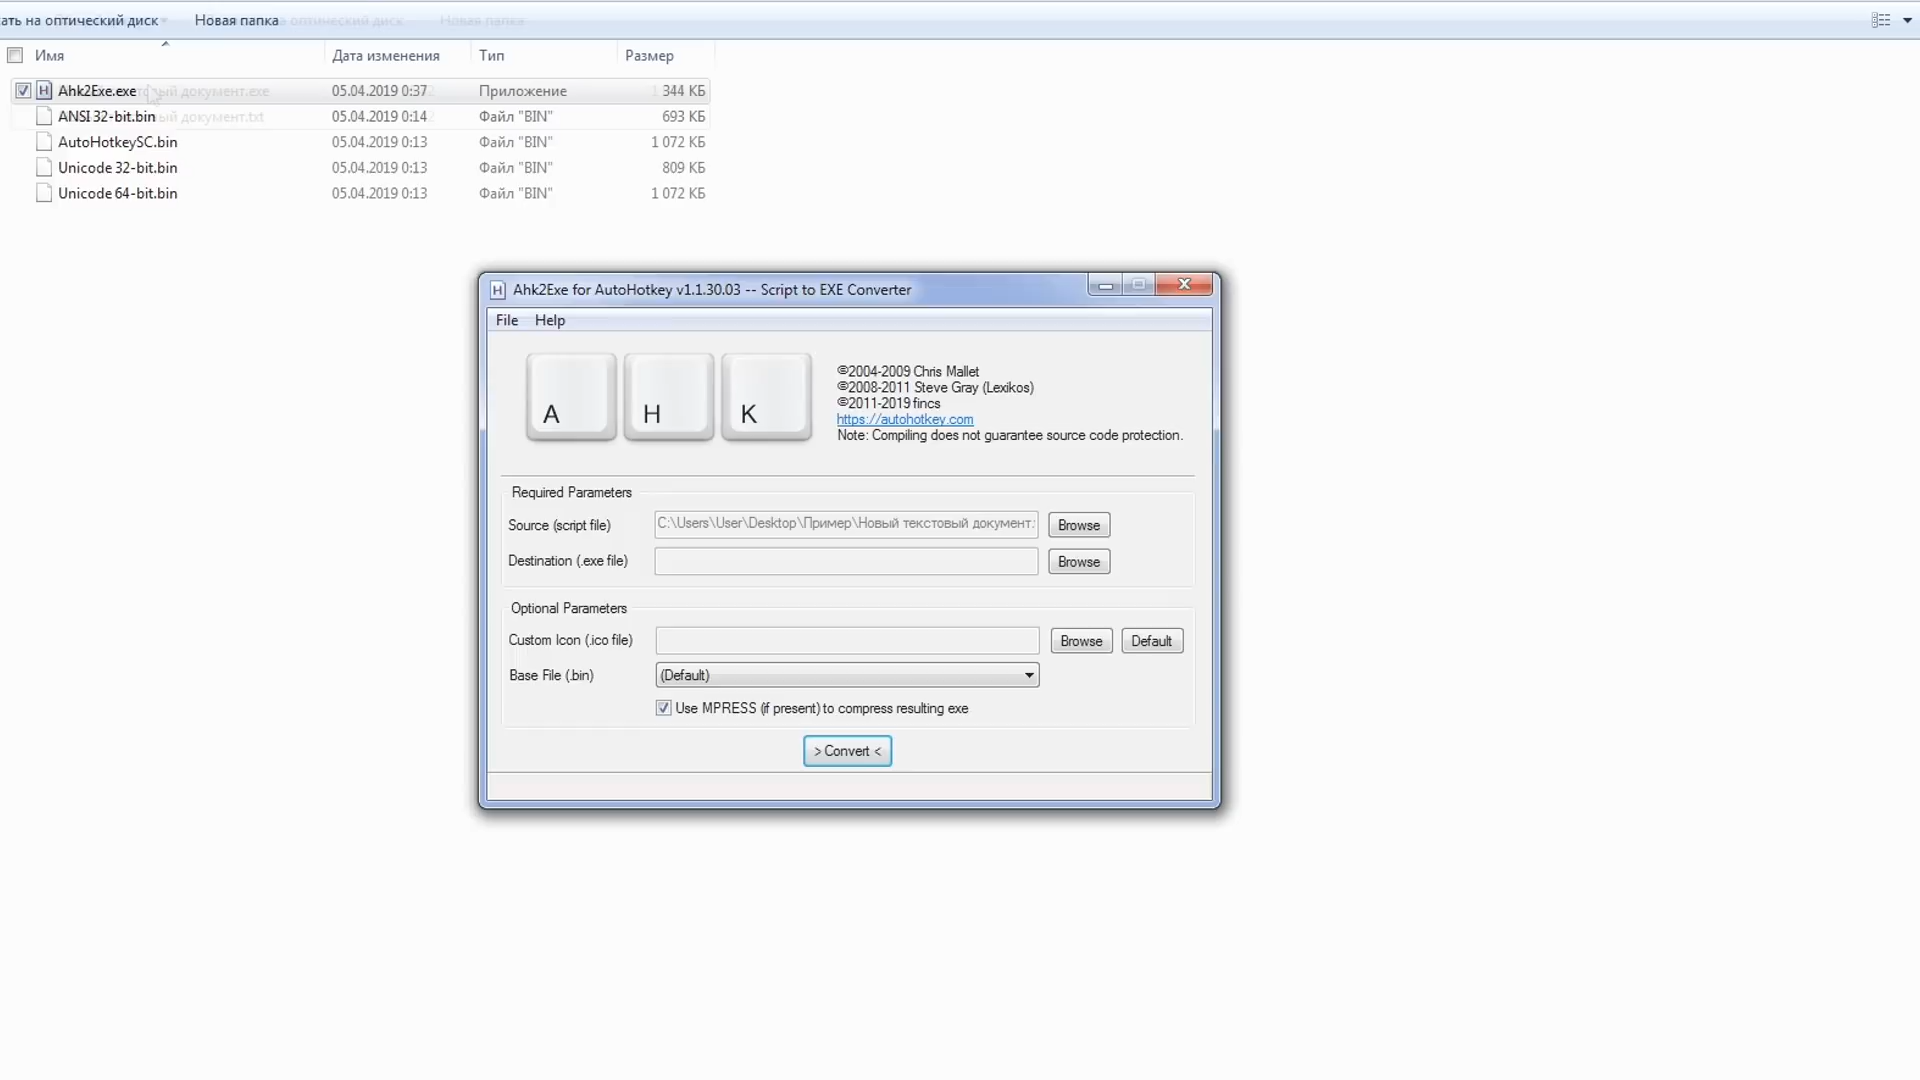 ать на оптический диск Новая папка
Имя Дата изменения Тип Размер
Ahk2Exe.exe 05.04.2019 0:37 Приложение 344 КБ
ANSI 32-bit.bin 05.04.2019 0:14 Файл "BIN" 693 КБ
AutoHotkeySC.bin 05.04.2019 0:13 Файл "BIN" 1 072 КБ
Unicode 32-bit.bin 05.04.2019 0:13 Файл "BIN" 809 КБ
Unicode 64-bit.bin 05.04.2019 0:13 Файл "BIN" 1 072 КБ
H Ahk2Exe for AutoHotkey v1.1.30.03 -- Script to EXE Converter
File Help
A H K
©2004-2009 Chris Mallet
©2008-2011 Steve Gray (Lexikos)
©2011-2019 fincs
https://autohotkey.com
Note: Compiling does not guarantee source code protection.
Required Parameters
Source (script file) C:\Users\User\Desktop\Пример\Новый текстовый документ. Browse
Destination (.exe file) Browse
Optional Parameters
Custom Icon (.ico file) Browse Default
Base File (.bin) (Default)
Use MPRESS (if present) to compress resulting exe
> Convert <